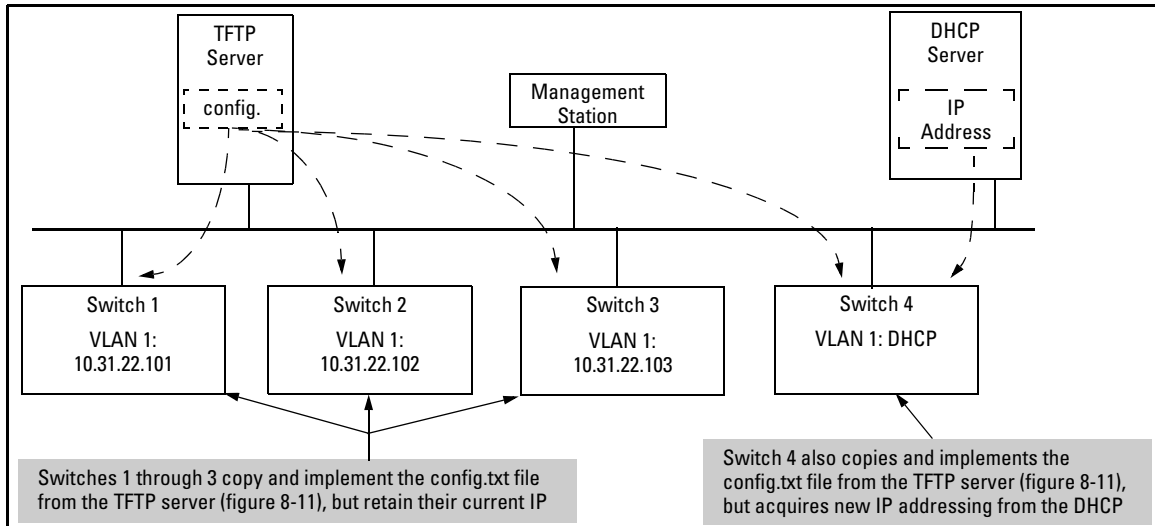 TFTP
Server
config.
Management
Station
DHCP
Server
IP
Address
Switch 1
VLAN 1:
10.31.22.101
Switch 2
VLAN 1:
10.31.22.102
Switch 3
VLAN 1:
10.31.22.103
Switch 4
VLAN 1: DHCP
Switches 1 through 3 copy and implement the config.txt file
from the TFTP server (figure 8-11), but retain their current IP
Switch 4 also copies and implements the
config.txt file from the TFTP server (figure 8-11),
but acquires new IP addressing from the DHCP